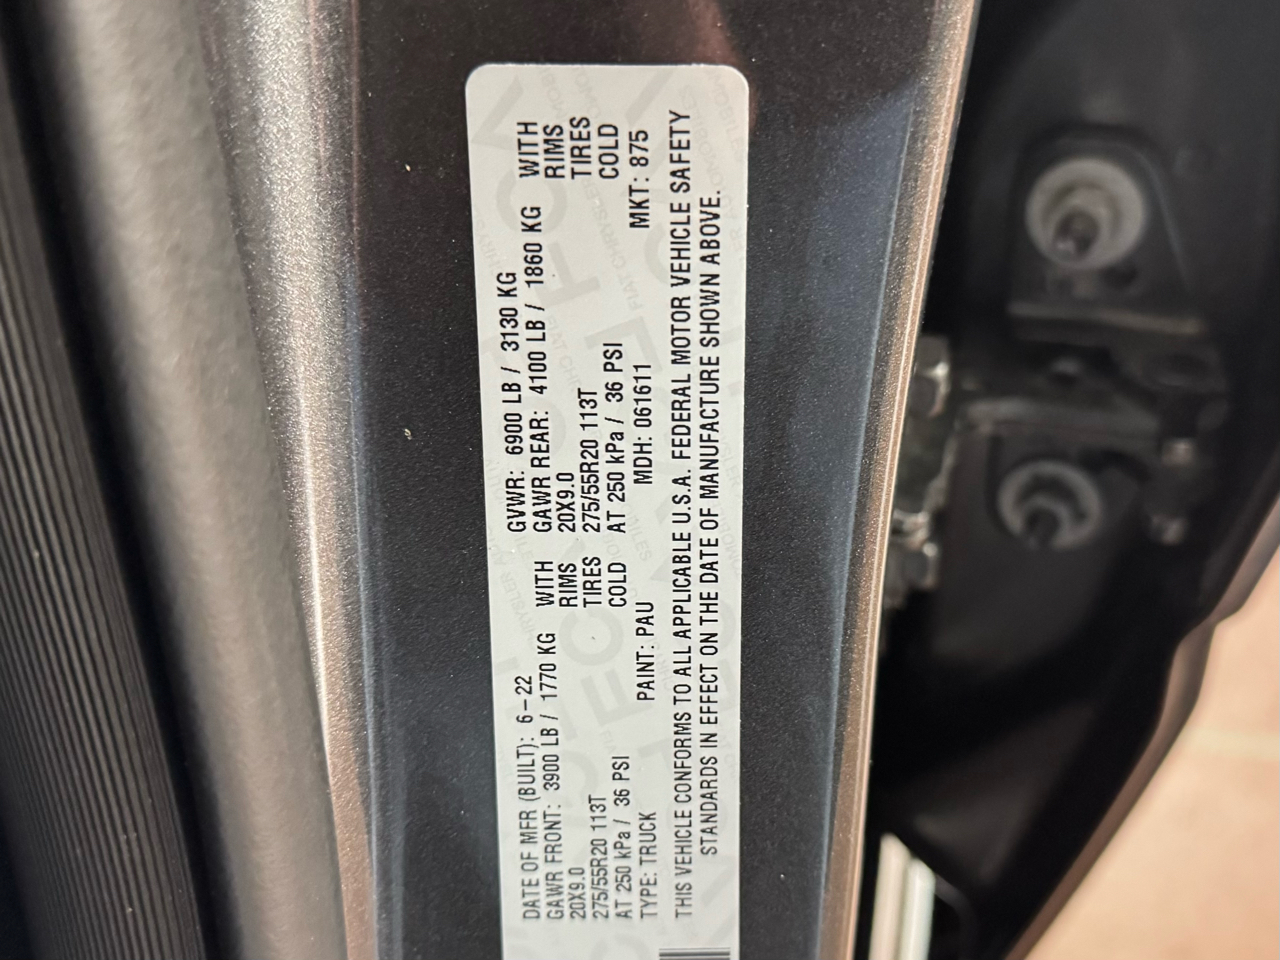 DATE OF MFR (BUILT): 6-22 GVWR: 6900 LB / 3130 KG
GAWR FRONT: 3900 LB / 1770 KG WITH GAWR REAR: 4100 LB / 1860 KG WITH
20X9.0 RIMS 20X9.0 RIMS
275/55R20 113T TIRES 275/55R20 113T TIRES
AT 250 kPa / 36 PSI COLD AT 250 kPa / 36 PSI COLD
TYPE: TRUCK PAINT: PAU MDH: 061611 MKT: 875
THIS VEHICLE CONFORMS TO ALL APPLICABLE U.S.A. FEDERAL MOTOR VEHICLE SAFETY
STANDARDS IN EFFECT ON THE DATE OF MANUFACTURE SHOWN ABOVE.